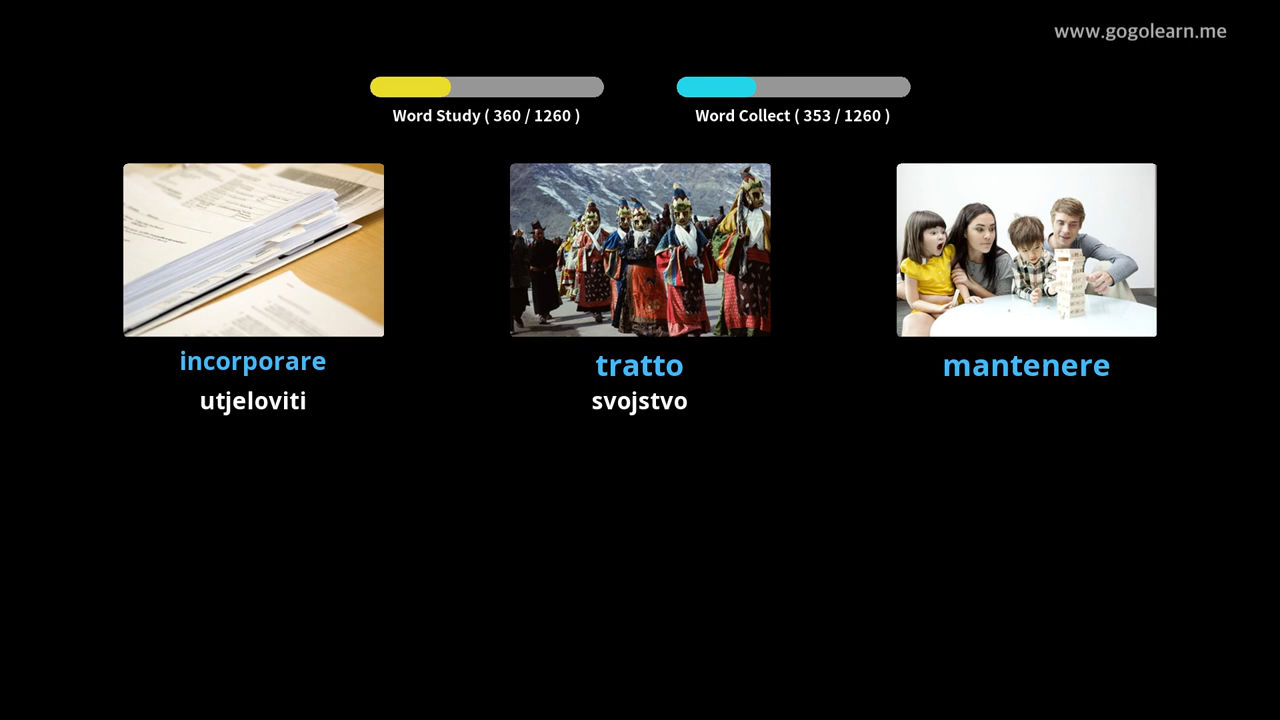 www.gogolearn.me
Word Study ( 360 / 1260 )
Word Collect ( 353 / 1260 )
incorporare
tratto
mantenere
utjeloviti
svojstvo